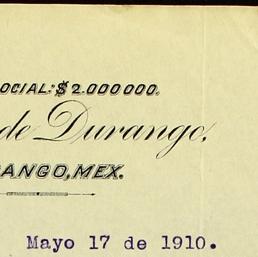 OCIAL: $2.000000.
de Durango,
ANGO, MEX.
Mayo 17 de 1910.